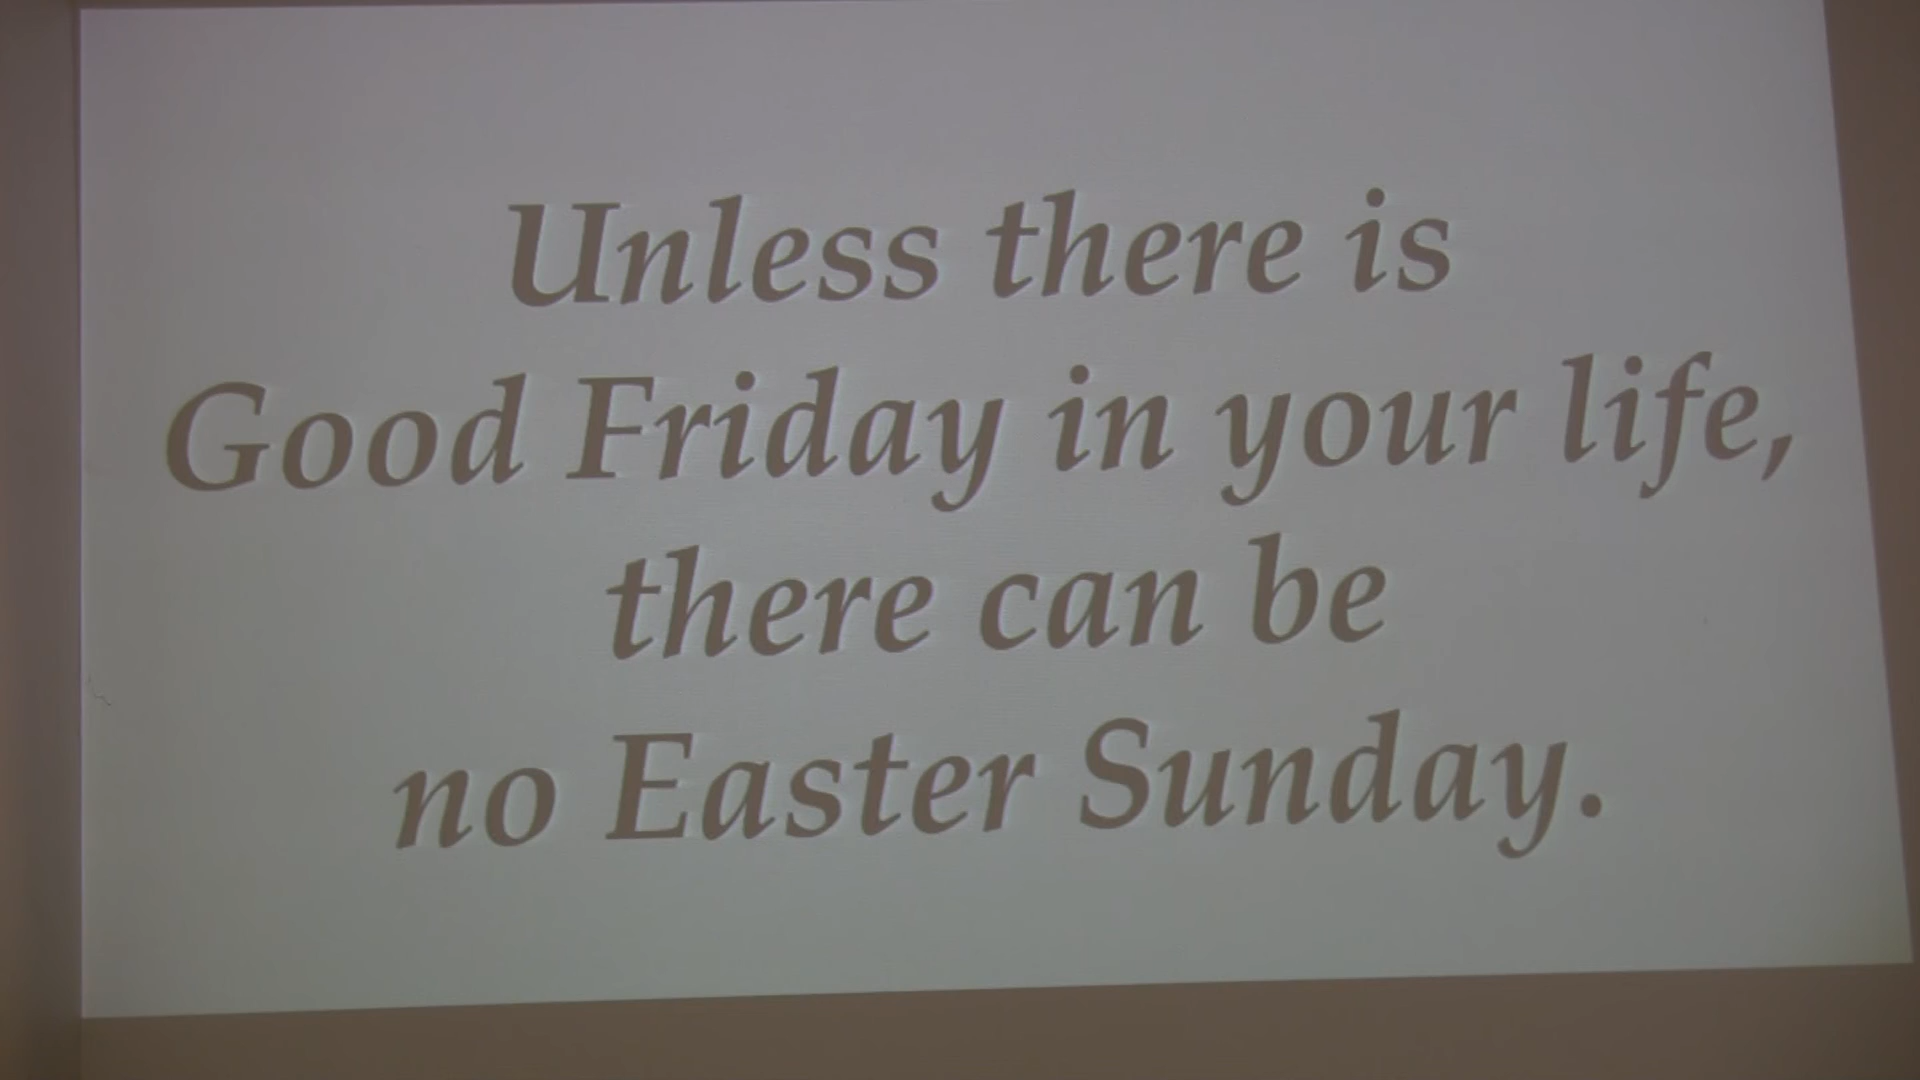 Unless there is
Good Friday in your life,
there can be
no Easter Sunday.